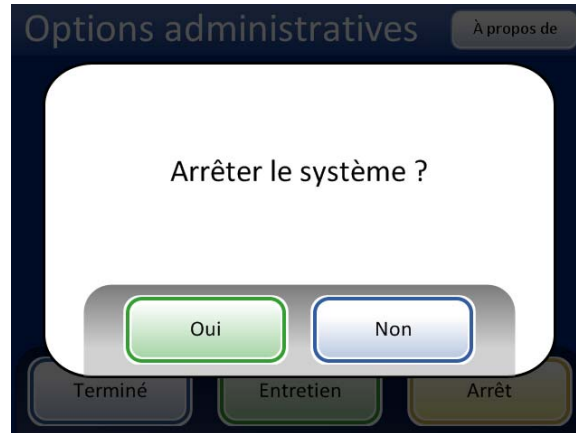 Options administratives
À propos de
Arrêter le système ?
Oui
Non
Terminé
Entretien
Arrêt